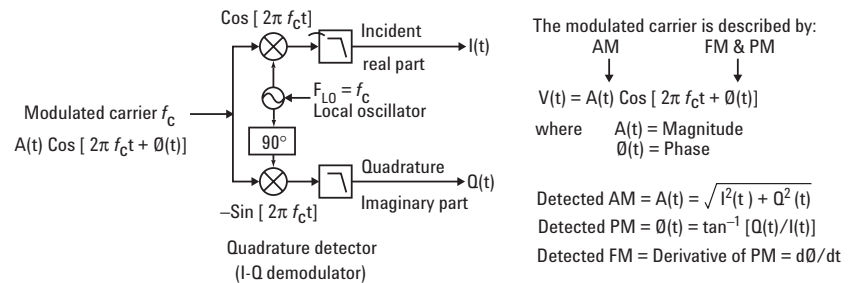 Cos [ 2π fct]
Incident
I(t)
real part
FLO = fc
Local oscillator
Modulated carrier fc
A(t) Cos [ 2π fct + Ø(t)]
90°
Quadrature
Q(t)
Imaginary part
–Sin [ 2π fct]
Quadrature detector
(I-Q demodulator)
The modulated carrier is described by:
AM FM & PM
V(t) = A(t) Cos [ 2π fct + Ø(t)]
where A(t) = Magnitude
Ø(t) = Phase
Detected AM = A(t) = √I²(t ) + Q² (t)
Detected PM = Ø(t) = tan⁻¹ [Q(t)/I(t)]
Detected FM = Derivative of PM = dØ/dt